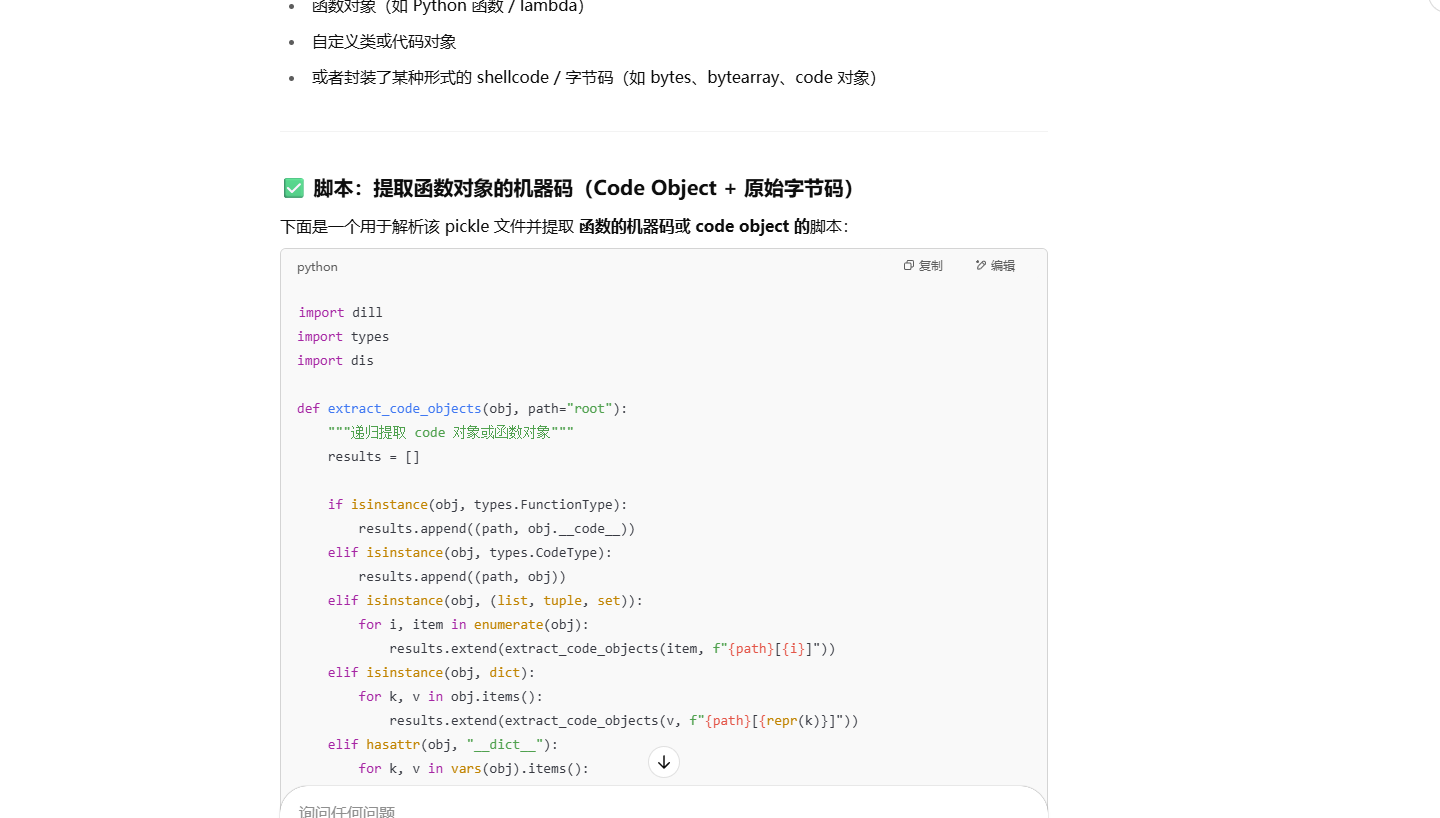 函数对象（如 Python 函数 / lambda）
自定义类或代码对象
或者封装了某种形式的 shellcode / 字节码（如 bytes、bytearray、code 对象）
✅ 脚本：提取函数对象的机器码（Code Object + 原始字节码）
下面是一个用于解析该 pickle 文件并提取 函数的机器码或 code object 的脚本：
python
复制
编辑
import dill
import types
import dis
def extract_code_objects(obj, path="root"):
    """递归提取 code 对象或函数对象"""
    results = []
    if isinstance(obj, types.FunctionType):
        results.append((path, obj.__code__))
    elif isinstance(obj, types.CodeType):
        results.append((path, obj))
    elif isinstance(obj, (list, tuple, set)):
        for i, item in enumerate(obj):
            results.extend(extract_code_objects(item, f"{path}[{i}]"))
    elif isinstance(obj, dict):
        for k, v in obj.items():
            results.extend(extract_code_objects(v, f"{path}[{repr(k)}]"))
    elif hasattr(obj, "__dict__"):
        for k, v in vars(obj).items():
询问任何问题